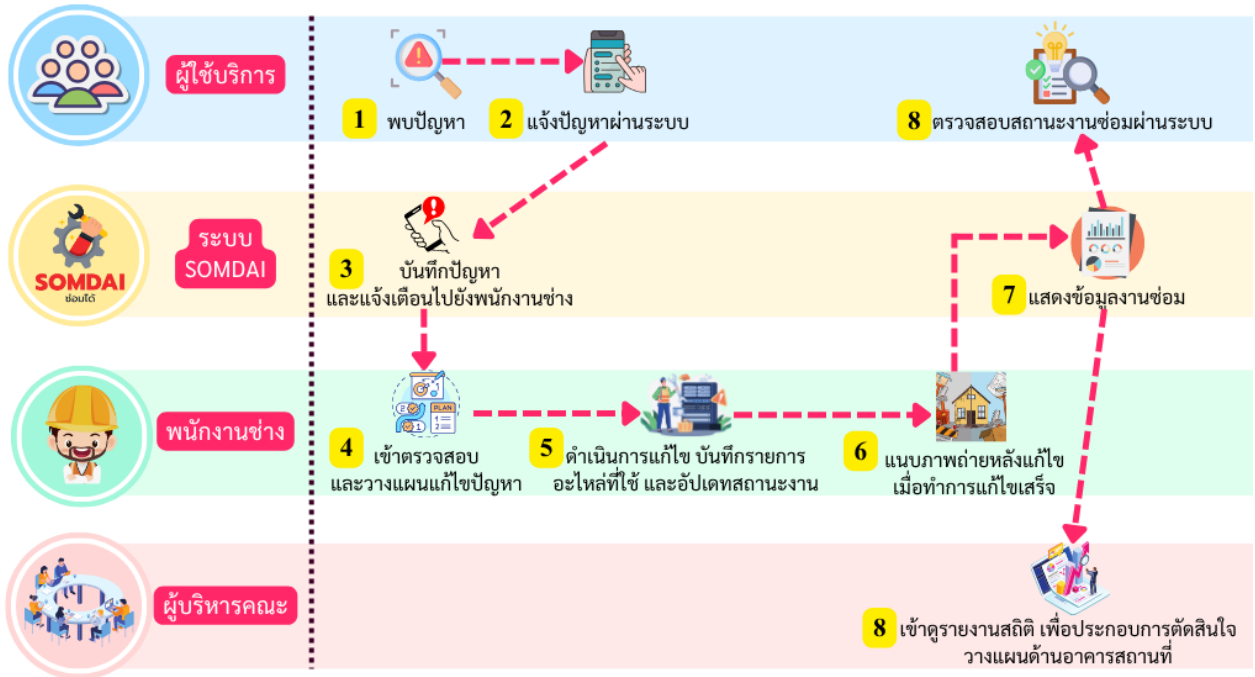 ผู้ใช้บริการ
1 พบปัญหา
2 แจ้งปัญหาผ่านระบบ
8 ตรวจสอบสถานะงานซ่อมผ่านระบบ
SOMDAI
ซ่อมได้
ระบบ
SOMDAI
3 บันทึกปัญหา
และแจ้งเตือนไปยังพนักงานช่าง
7 แสดงข้อมูลงานซ่อม
พนักงานช่าง
PLAN
4 เข้าตรวจสอบ
และวางแผนแก้ไขปัญหา
5 ดำเนินการแก้ไข บันทึกรายการ
อะไหล่ที่ใช้ และอัปเดทสถานะงาน
6 แนบภาพถ่ายหลังแก้ไข
เมื่อทำการแก้ไขเสร็จ
ผู้บริหารคณะ
8 เข้าดูรายงานสถิติ เพื่อประกอบการตัดสินใจ
วางแผนด้านอาคารสถานที่